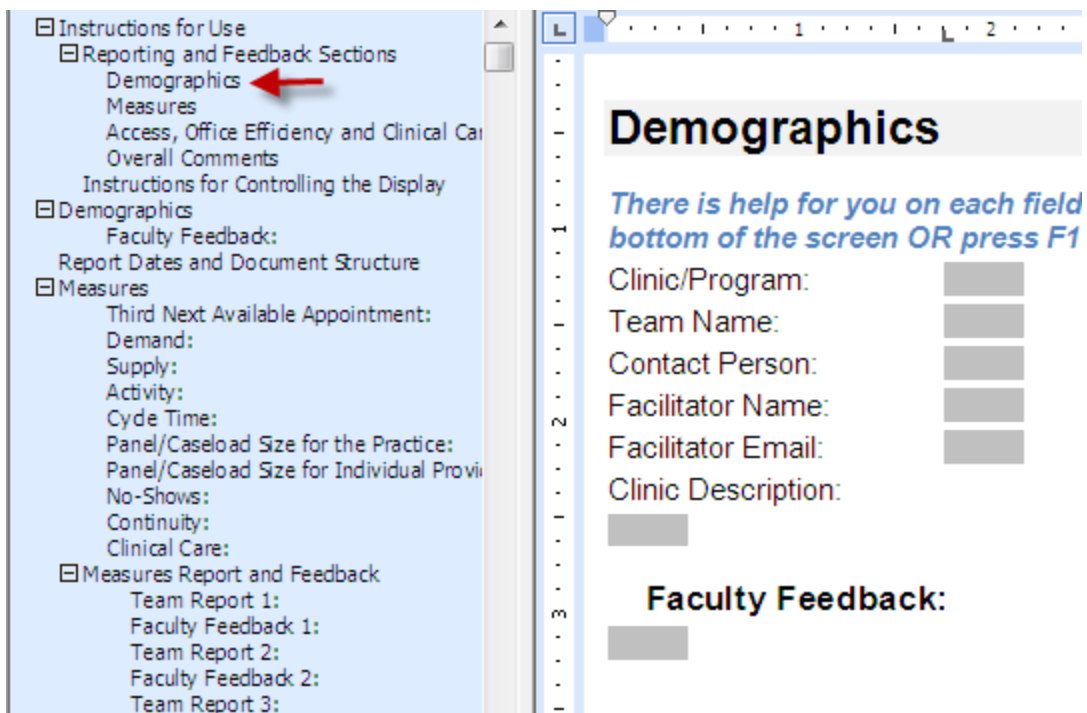 Instructions for Use
Reporting and Feedback Sections
Demographics
Measures
Access, Office Efficiency and Clinical Car
Overall Comments
Instructions for Controlling the Display
Demographics
Faculty Feedback:
Report Dates and Document Structure
Measures
Third Next Available Appointment:
Demand:
Supply:
Activity:
Cycle Time:
Panel/Caseload Size for the Practice:
Panel/Caseload Size for Individual Provi
No-Shows:
Continuity:
Clinical Care:
Measures Report and Feedback
Team Report 1:
Faculty Feedback 1:
Team Report 2:
Faculty Feedback 2:
Team Report 3:
1 2
1
2
3
Demographics
There is help for you on each field
bottom of the screen OR press F1
Clinic/Program:
Team Name:
Contact Person:
Facilitator Name:
Facilitator Email:
Clinic Description:
Faculty Feedback: